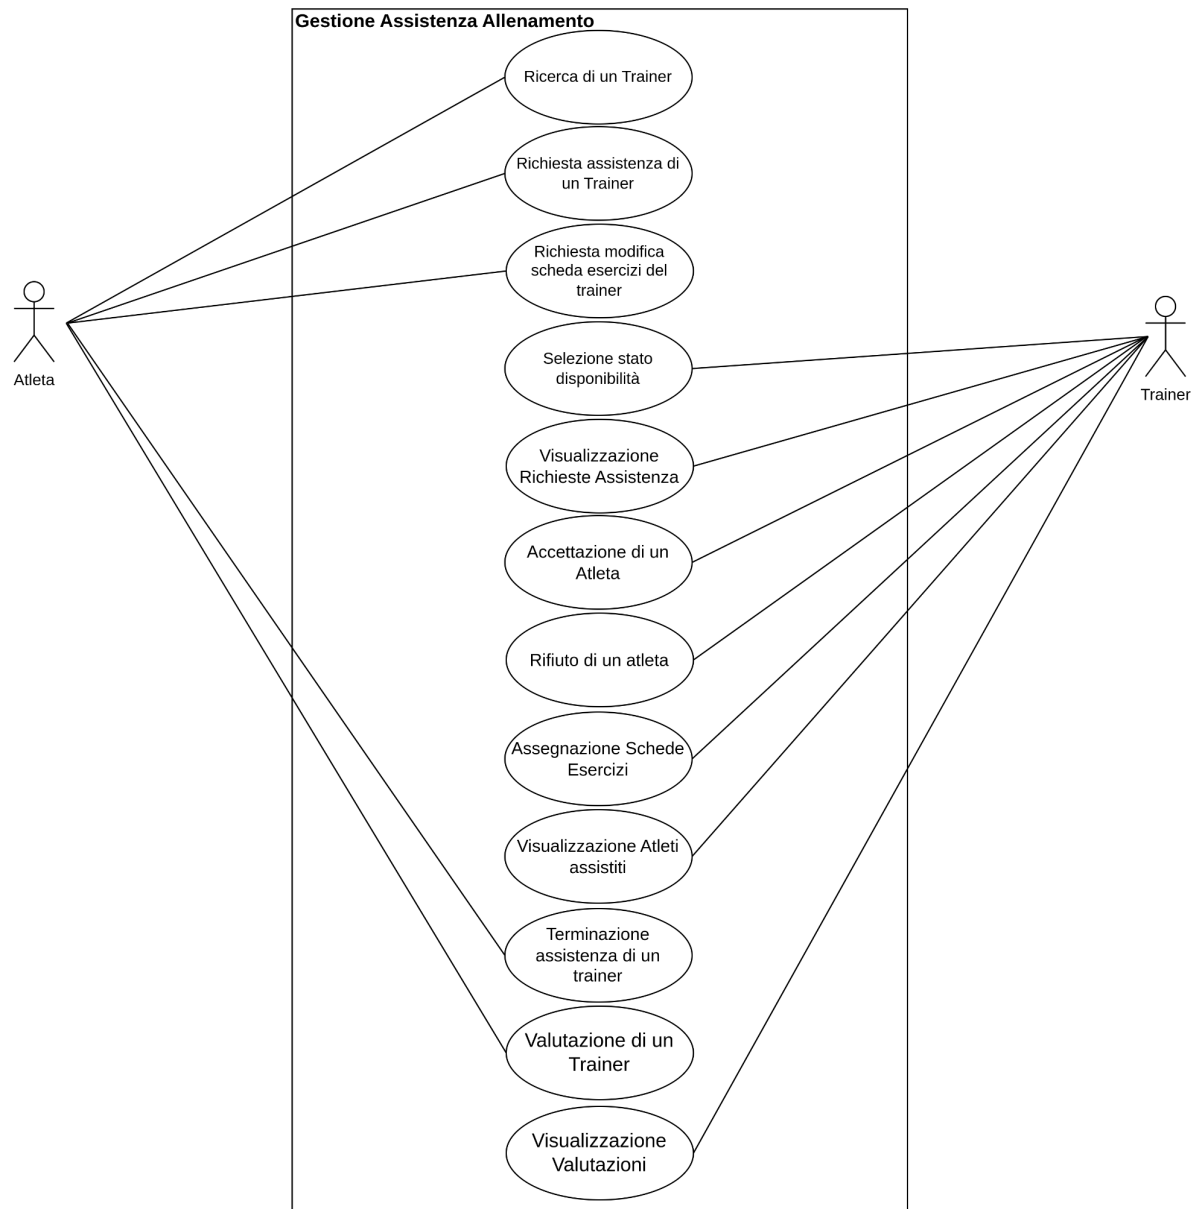 Gestione Assistenza Allenamento
Ricerca di un Trainer
Richiesta assistenza di
un Trainer
Richiesta modifica
scheda esercizi del
trainer
Atleta
Selezione stato
disponibilità
Trainer
Visualizzazione
Richieste Assistenza
Accettazione di un
Atleta
Rifiuto di un atleta
Assegnazione Schede
Esercizi
Visualizzazione Atleti
assistiti
Terminazione
assistenza di un
trainer
Valutazione di un
Trainer
Visualizzazione
Valutazioni